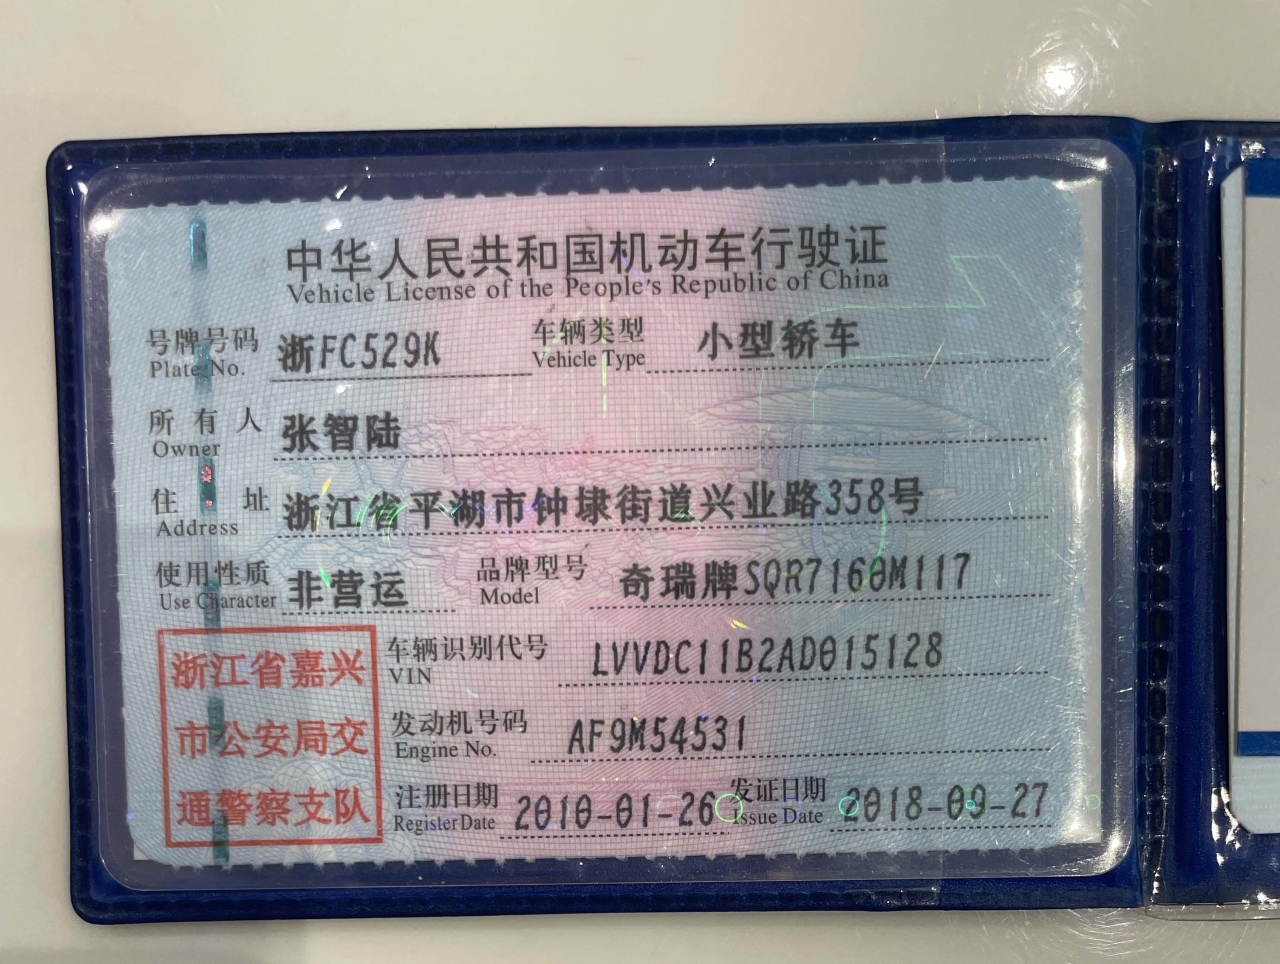 中华人民共和国机动车行驶证
Vehicle License of the People's Republic of China
号牌号码 浙FC529K 车辆类型 小型轿车
Plate No. Vehicle Type
所有人 张智陆
Owner
住址 浙江省平湖市钟埭街道兴业路358号
Address
使用性质 非营运 品牌型号 奇瑞牌SQR7160M117
Use Character Model
浙江省嘉兴
市公安局交
通警察支队
车辆识别代号 LVVDC11B2AD015128
VIN
发动机号码 AF9M54531
Engine No.
注册日期 2010-01-26 发证日期 2018-09-27
Register Date Issue Date